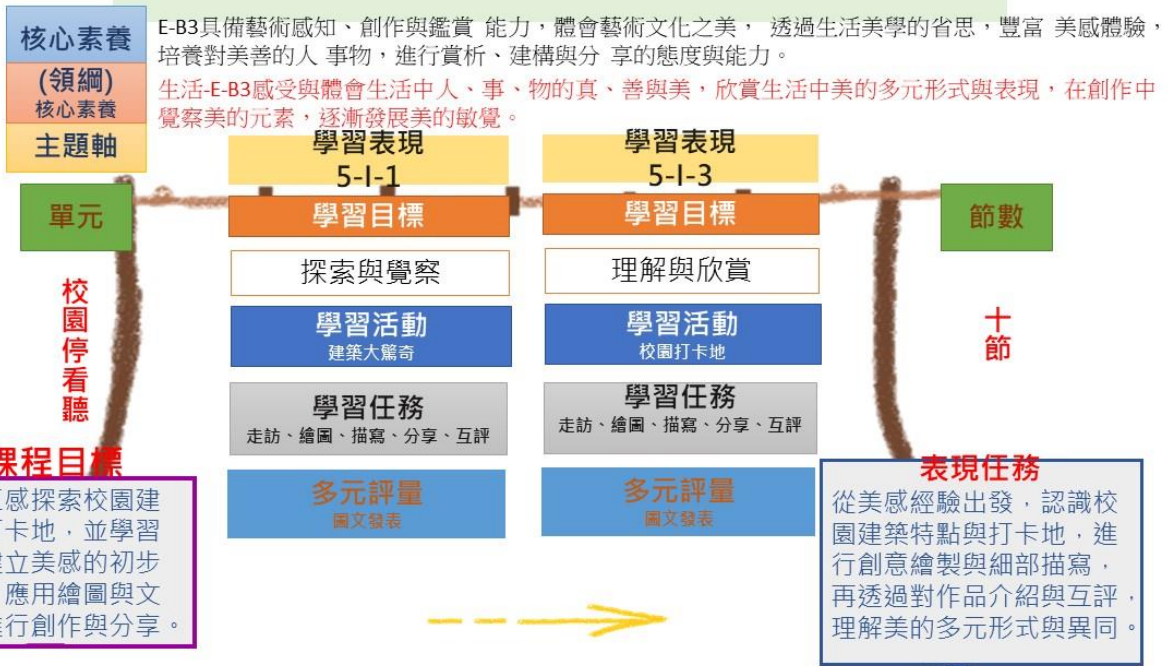 核心素養
(領綱)
核心素養
主題軸
E-B3具備藝術感知、創作與鑑賞 能力，體會藝術文化之美， 透過生活美學的省思，豐富 美感體驗，
培養對美善的人 事物，進行賞析、建構與分 享的態度與能力。
生活-E-B3感受與體會生活中人、事、物的真、善與美，欣賞生活中美的多元形式與表現，在創作中
覺察美的元素，逐漸發展美的敏覺。
單元
校園停看聽
學習表現
5-I-1
學習目標
探索與覺察
學習活動
建築大驚奇
學習任務
走訪、繪圖、描寫、分享、互評
多元評量
圖文發表
學習表現
5-I-3
學習目標
理解與欣賞
學習活動
校園打卡地
學習任務
走訪、繪圖、描寫、分享、互評
多元評量
圖文發表
節數
十節
課程目標
感探索校園建
卡地，並學習
立美感的初步
應用繪圖與文
行創作與分享。
表現任務
從美感經驗出發，認識校
園建築特點與打卡地，進
行創意繪製與細部描寫，
再透過對作品介紹與互評，
理解美的多元形式與異同。